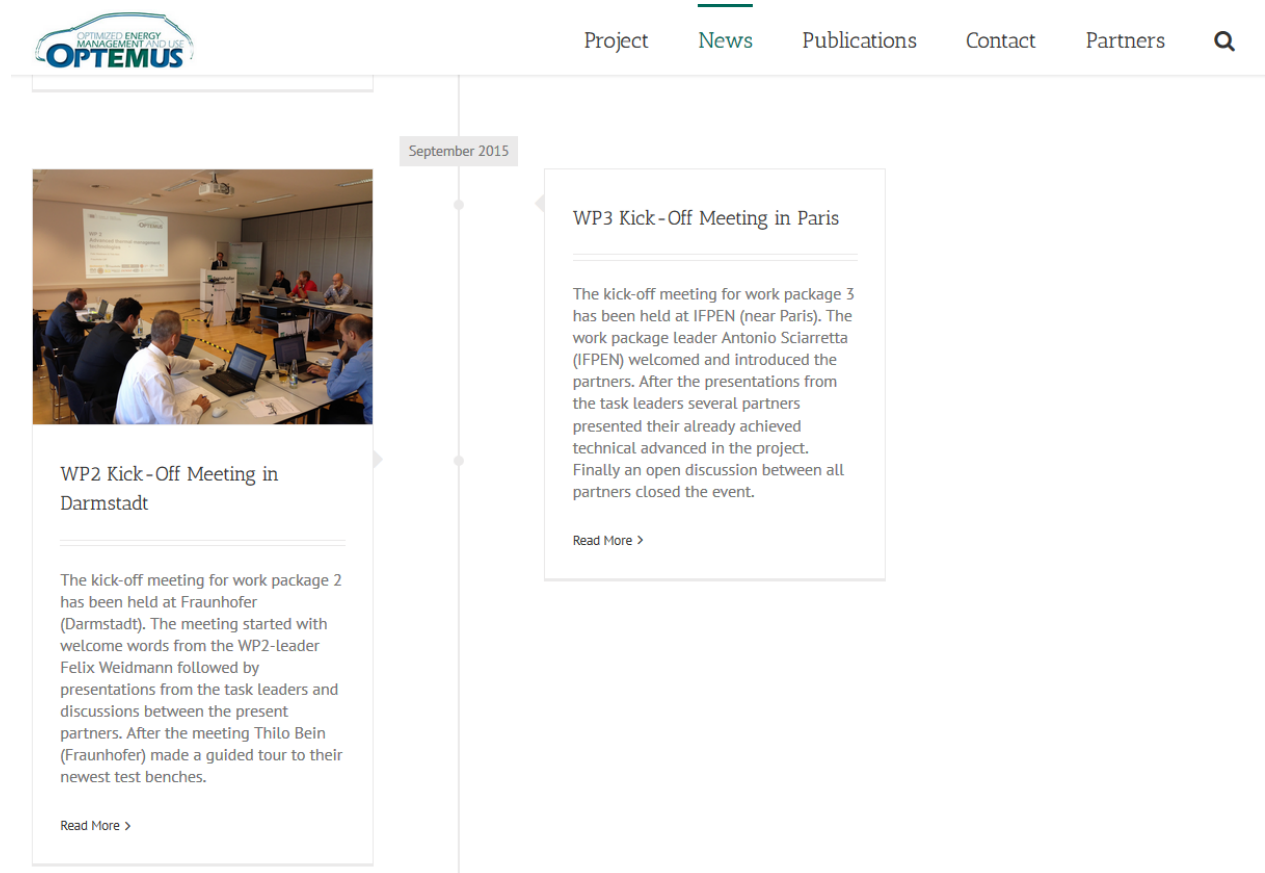 OPTIMIZED ENERGY
MANAGEMENT AND USE
OPTEMUS
Project
News
Publications
Contact
Partners
September 2015
WP 2
Advanced thermal management
technologies
OPTEMUS
WP2 Kick-Off Meeting in
Darmstadt
The kick-off meeting for work package 2
has been held at Fraunhofer
(Darmstadt). The meeting started with
welcome words from the WP2-leader
Felix Weidmann followed by
presentations from the task leaders and
discussions between the present
partners. After the meeting Thilo Bein
(Fraunhofer) made a guided tour to their
newest test benches.
Read More >
WP3 Kick-Off Meeting in Paris
The kick-off meeting for work package 3
has been held at IFPEN (near Paris). The
work package leader Antonio Sciarretta
(IFPEN) welcomed and introduced the
partners. After the presentations from
the task leaders several partners
presented their already achieved
technical advanced in the project.
Finally an open discussion between all
partners closed the event.
Read More >